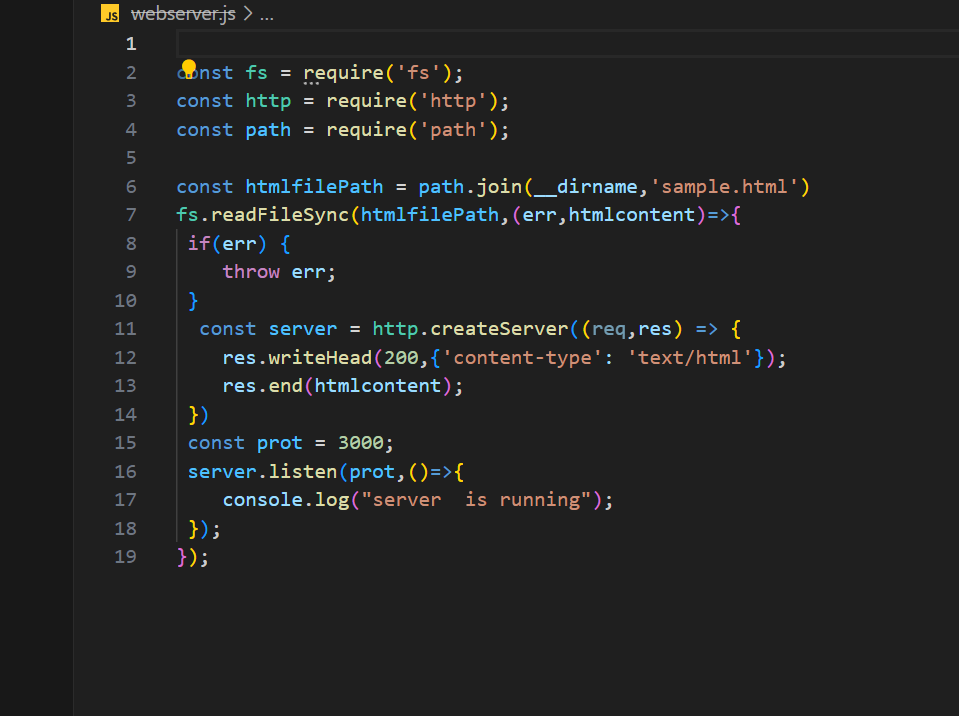 JS webserver.js > ...
1
2 const fs = require('fs');
3 const http = require('http');
4 const path = require('path');
5
6 const htmlfilePath = path.join(__dirname,'sample.html')
7 fs.readFileSync(htmlfilePath,(err,htmlcontent)=>{
8 if(err) {
9 throw err;
10 }
11 const server = http.createServer((req,res) => {
12 res.writeHead(200,{'content-type': 'text/html'});
13 res.end(htmlcontent);
14 })
15 const prot = 3000;
16 server.listen(prot,()=>{
17 console.log("server  is running");
18 });
19 });